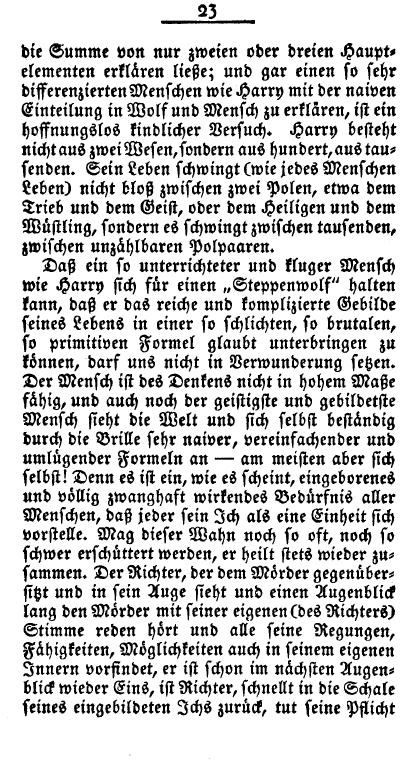 23
die Summe von nur zweien oder dreien Haupt-
elementen erklären ließe; und gar einen so sehr
differenzierten Menschen wie Harry mit der naiven
Einteilung in Wolf und Mensch zu erklären, ist ein
hoffnungslos kindlicher Versuch. Harry besteht
nicht aus zwei Wesen, sondern aus hundert, aus tau-
senden. Sein Leben schwingt (wie jedes Menschen
Leben) nicht bloß zwischen zwei Polen, etwa dem
Trieb und dem Geist, oder dem Heiligen und dem
Wüstling, sondern es schwingt zwischen tausenden,
zwischen unzählbaren Polpaaren.
Daß ein so unterrichteter und kluger Mensch
wie Harry sich für einen „Steppenwolf“ halten
kann, daß er das reiche und komplizierte Gebilde
seines Lebens in einer so schlichten, so brutalen,
so primitiven Formel glaubt unterbringen zu
können, darf uns nicht in Verwunderung setzen.
Der Mensch ist des Denkens nicht in hohem Maße
fähig, und auch noch der geistigste und gebildetste
Mensch sieht die Welt und sich selbst beständig
durch die Brille sehr naiver, vereinfachender und
umlügender Formeln an — am meisten aber sich
selbst! Denn es ist ein, wie es scheint, eingeborenes
und völlig zwanghaft wirkendes Bedürfnis aller
Menschen, daß jeder sein Ich als eine Einheit sich
vorstelle. Mag dieser Wahn noch so oft, noch so
schwer erschüttert werden, er heilt stets wieder zu-
sammen. Der Richter, der dem Mörder gegenüber-
sitzt und in sein Auge sieht und einen Augenblick
lang den Mörder mit seiner eigenen (des Richters)
Stimme reden hört und alle seine Regungen,
Fähigkeiten, Möglichkeiten auch in seinem eigenen
Innern vorfindet, er ist schon im nächsten Augen-
blick wieder Eins, ist Richter, schnellt in die Schale
seines eingebildeten Ichs zurück, tut seine Pflicht